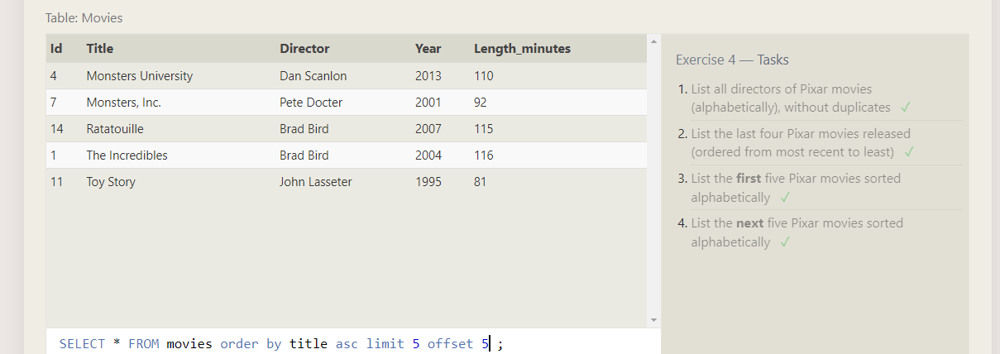 Table: Movies
Id Title Director Year Length_minutes
4 Monsters University Dan Scanlon 2013 110
7 Monsters, Inc. Pete Docter 2001 92
14 Ratatouille Brad Bird 2007 115
1 The Incredibles Brad Bird 2004 116
11 Toy Story John Lasseter 1995 81
SELECT * FROM movies order by title asc limit 5 offset 5 ;
Exercise 4 — Tasks
1. List all directors of Pixar movies
(alphabetically), without duplicates ✓
2. List the last four Pixar movies released
(ordered from most recent to least) ✓
3. List the first five Pixar movies sorted
alphabetically ✓
4. List the next five Pixar movies sorted
alphabetically ✓